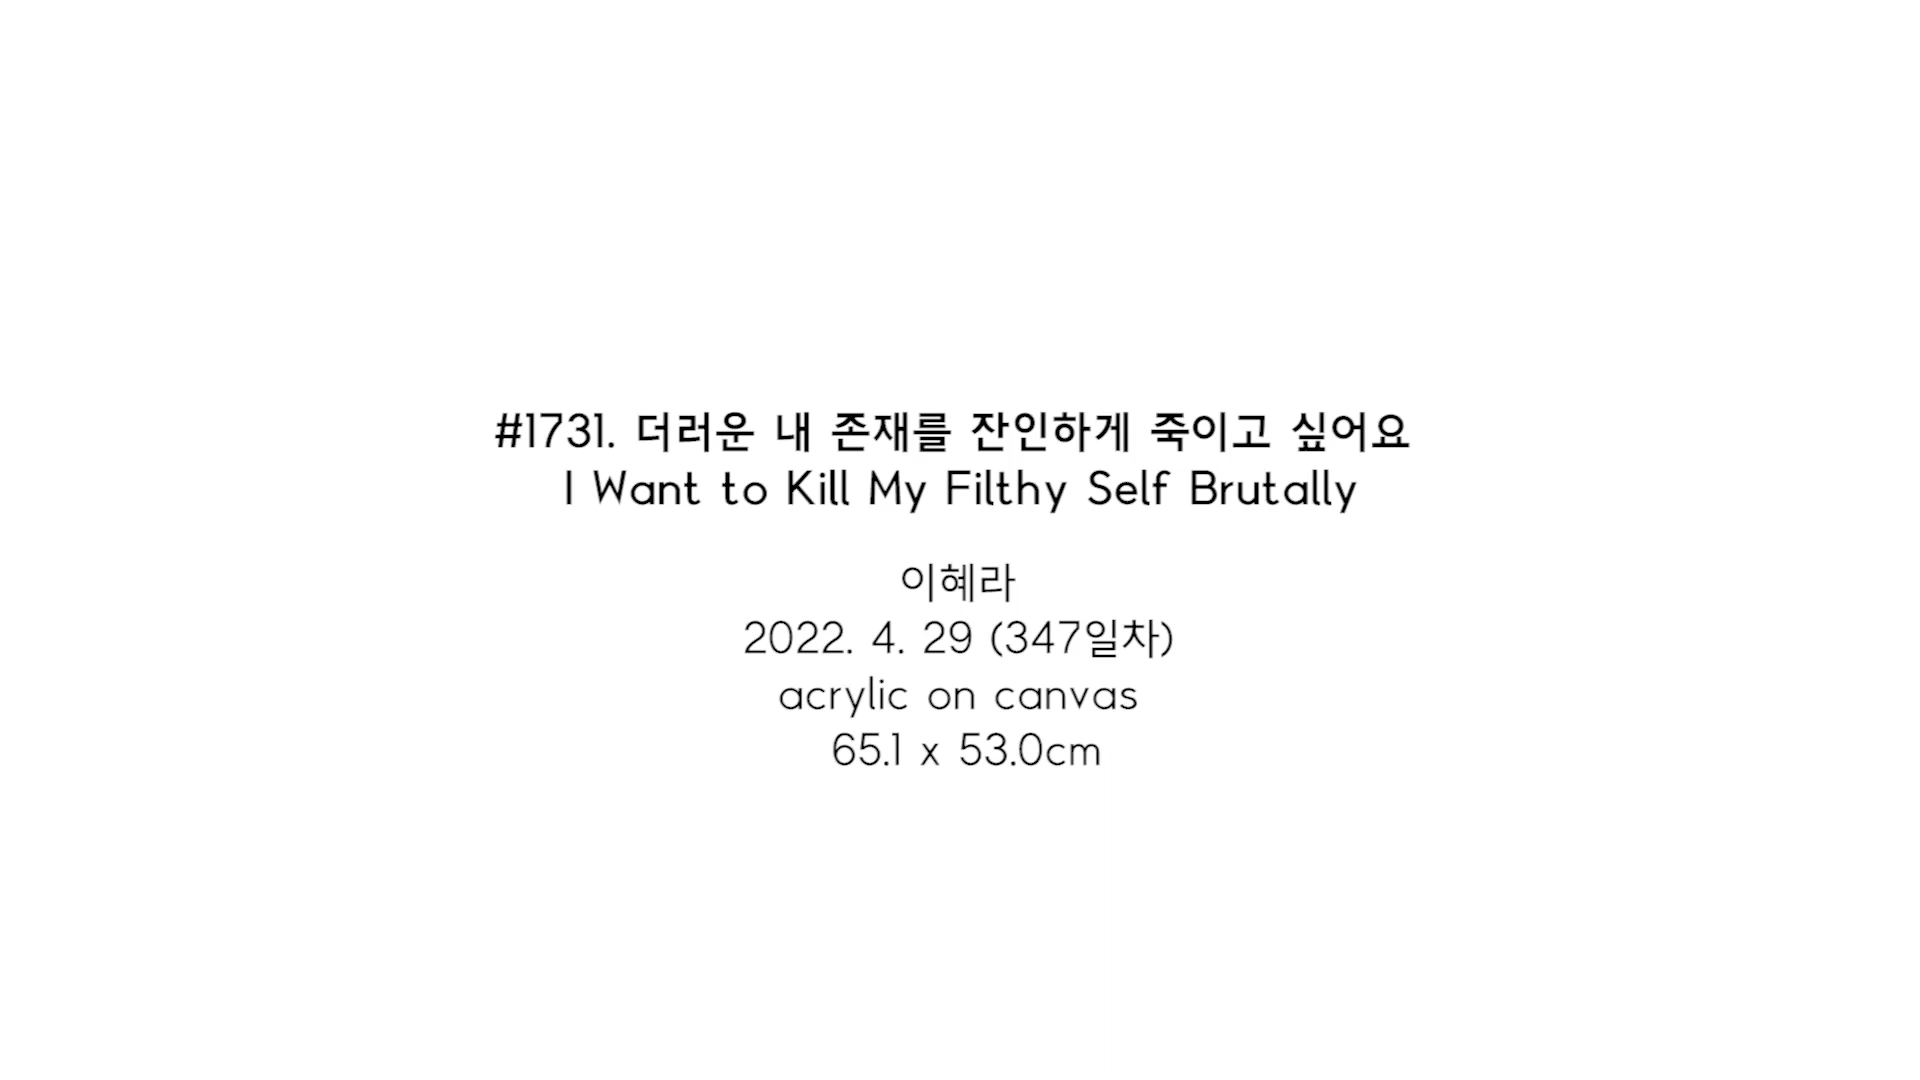 #1731. 더러운 내 존재를 잔인하게 죽이고 싶어요
I Want to Kill My Filthy Self Brutally
이혜라
2022. 4. 29 (347일차)
acrylic on canvas
65.1 x 53.0cm